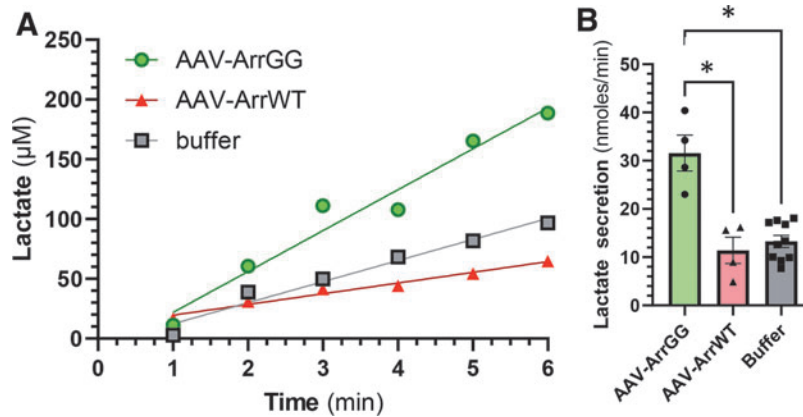 A
250
200
150
100
50
0
Lactate (µM)
AAV-ArrGG
AAV-ArrWT
buffer
0 1 2 3 4 5 6
Time (min)
B
*
*
50
40
30
20
10
0
Lactate secretion (nmoles/min)
AAV-ArrGG
AAV-ArrWT
Buffer